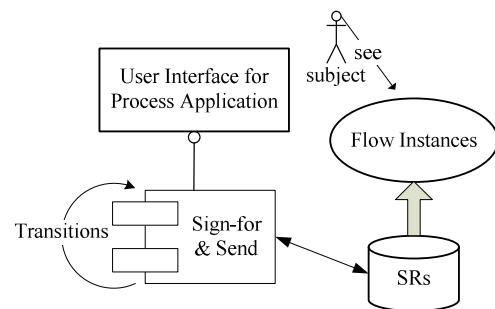 see
subject
User Interface for
Process Application
Flow Instances
Transitions
Sign-for
& Send
SRs